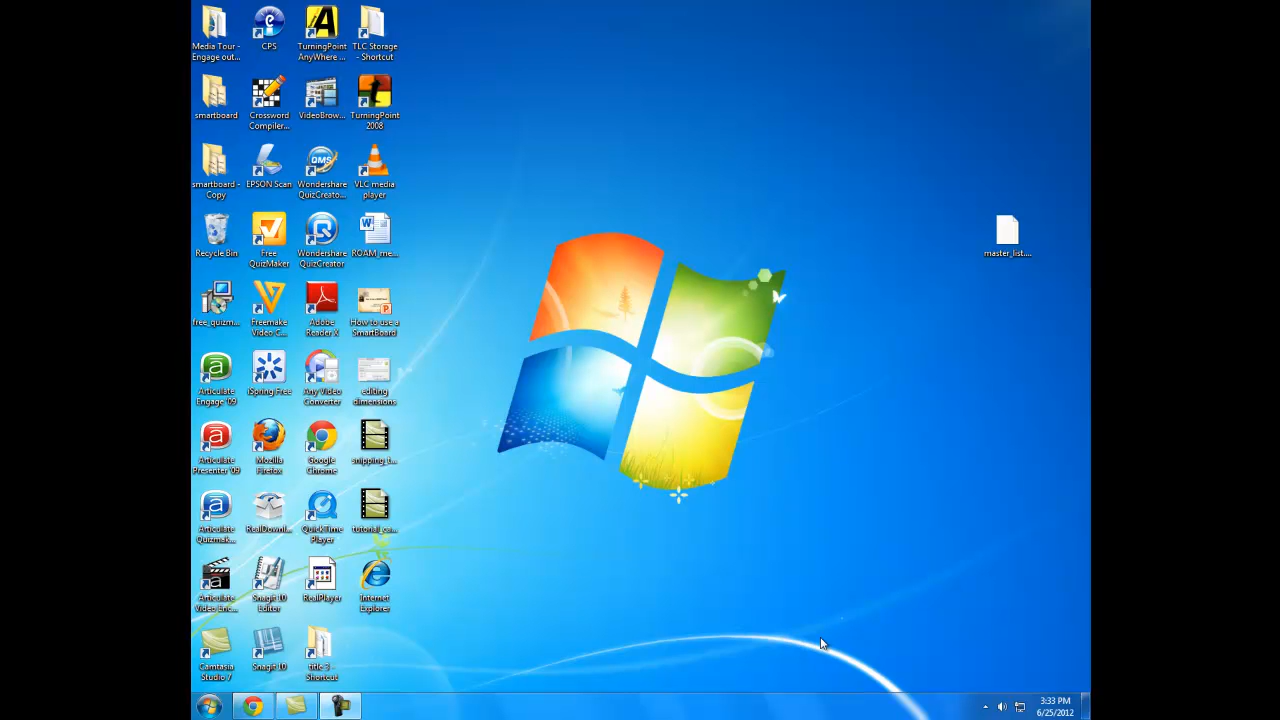 Media Tour -
Engage out...
CPS
TurningPoint
AnyWhere ...
TLC Storage
- Shortcut
smartboard
Crossword
Compiler...
VideoBrow...
TurningPoint
2008
smartboard -
Copy
EPSON Scan
QMS
Wondershare
QuizCreato...
VLC media
player
Recycle Bin
Free
QuizMaker
Wondershare
QuizCreator
ROAM_me...
master_list....
free_quizm...
Freemake
Video C...
Adobe
Reader X
How to use a
SmartBoard
Articulate
Engage '09
iSpring Free
Any Video
Converter
editing
dimensions
Articulate
Presenter '09
Mozilla
Firefox
Google
Chrome
snipping_t...
Articulate
Quizmak...
RealDownl...
QuickTime
Player
tutorial_ca...
Articulate
Video Enc...
Snagit 10
Editor
RealPlayer
Internet
Explorer
Camtasia
Studio 7
Snagit 10
title 3 -
Shortcut
3:33 PM
6/25/2012